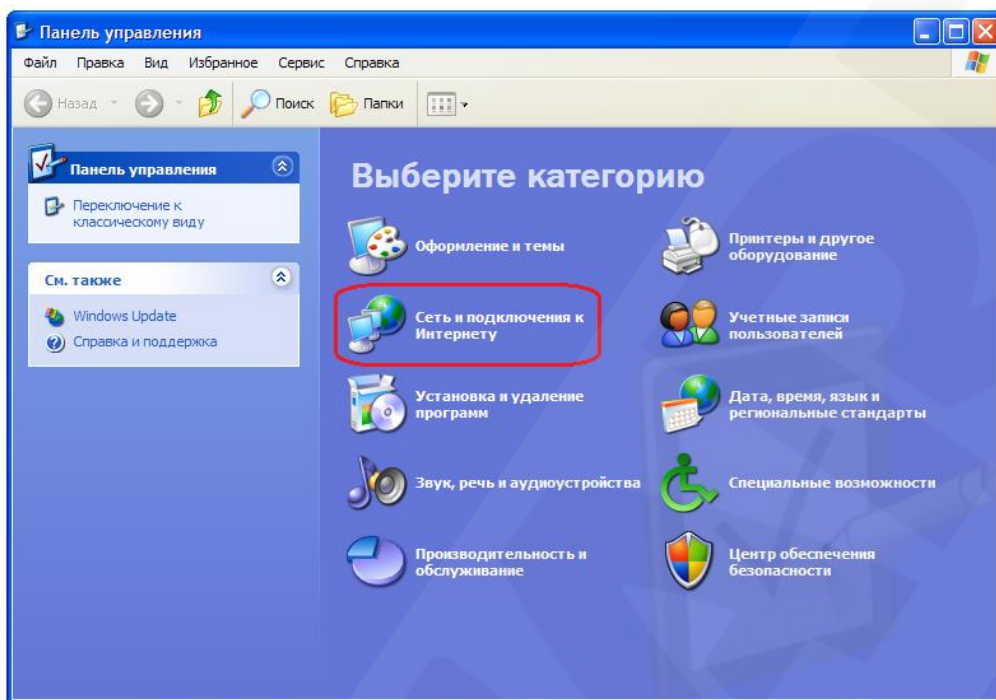 Панель управления
Файл Правка Вид Избранное Сервис Справка
Назад Поиск Папки
Панель управления
Переключение к
классическому виду
См. также
Windows Update
Справка и поддержка
Выберите категорию
Оформление и темы
Принтеры и другое
оборудование
Сеть и подключения к
Интернету
Учетные записи
пользователей
Установка и удаление
программ
Дата, время, язык и
региональные стандарты
Звук, речь и аудиоустройства
Специальные возможности
Производительность и
обслуживание
Центр обеспечения
безопасности